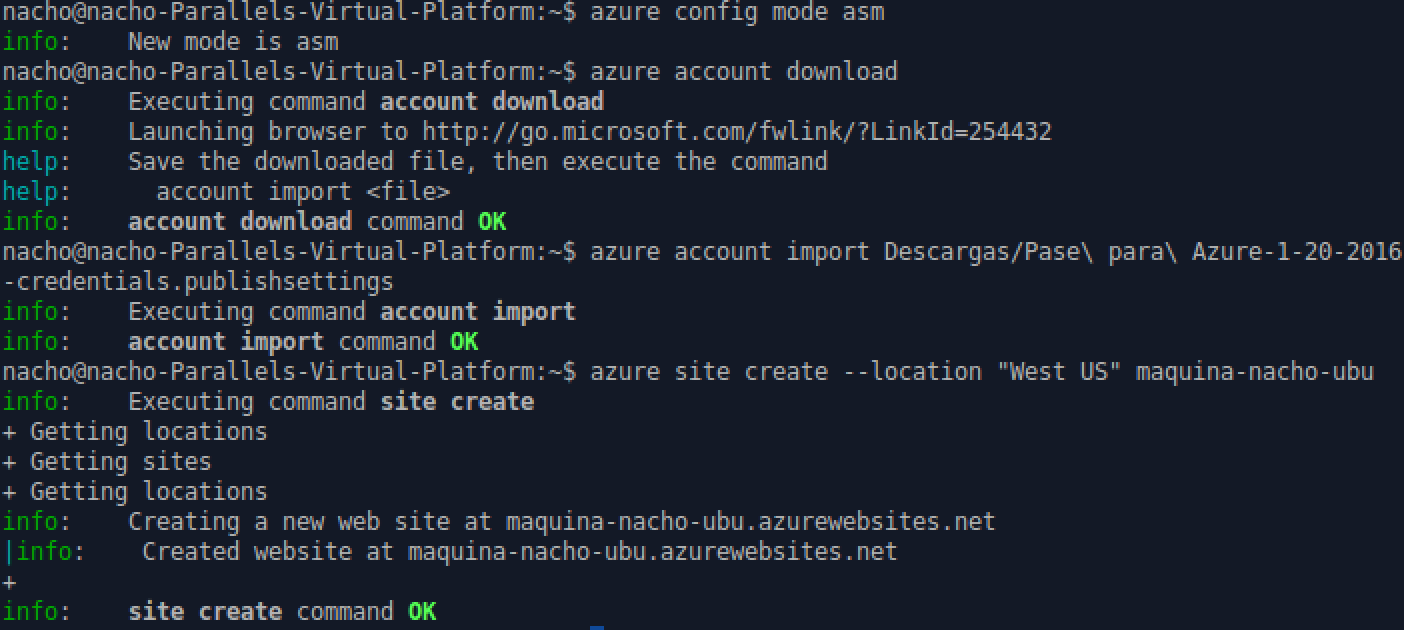 nacho@nacho-Parallels-Virtual-Platform:~$ azure config mode asm
info:    New mode is asm
nacho@nacho-Parallels-Virtual-Platform:~$ azure account download
info:    Executing command account download
info:    Launching browser to http://go.microsoft.com/fwlink/?LinkId=254432
help:    Save the downloaded file, then execute the command
help:      account import <file>
info:    account download command OK
nacho@nacho-Parallels-Virtual-Platform:~$ azure account import Descargas/Pase\ para\ Azure-1-20-2016
-credentials.publishsettings
info:    Executing command account import
info:    account import command OK
nacho@nacho-Parallels-Virtual-Platform:~$ azure site create --location "West US" maquina-nacho-ubu
info:    Executing command site create
+ Getting locations
+ Getting sites
+ Getting locations
info:    Creating a new web site at maquina-nacho-ubu.azurewebsites.net
|info:    Created website at maquina-nacho-ubu.azurewebsites.net
+
info:    site create command OK